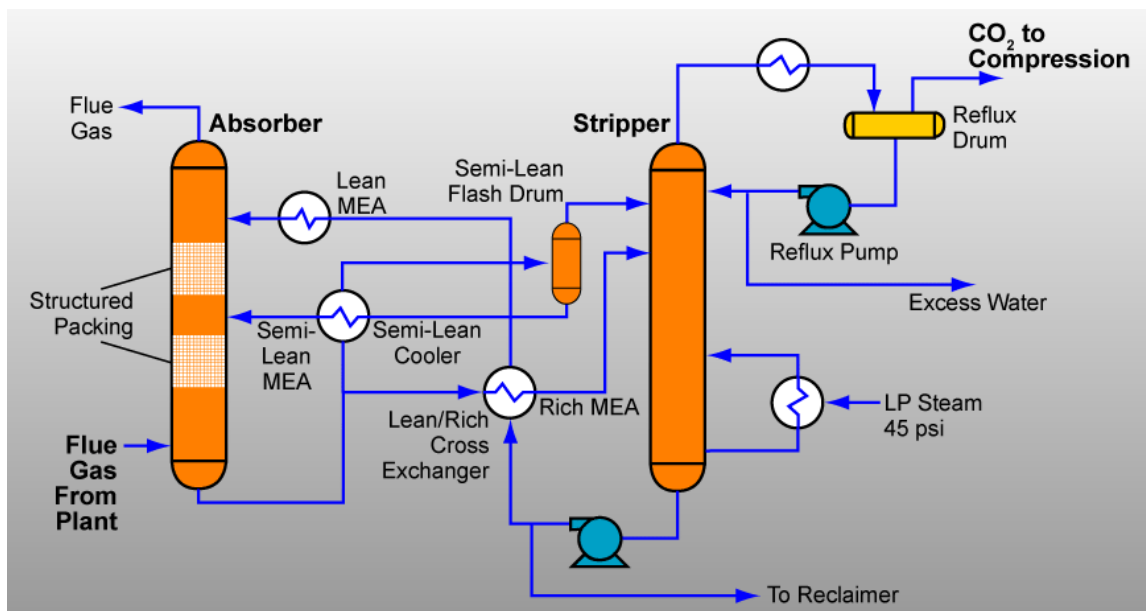 CO₂ to
Compression
Flue
Gas
Absorber
Stripper
Reflux
Drum
Semi-Lean
Flash Drum
Lean
MEA
Reflux Pump
Structured
Packing
Excess Water
Semi-
Lean
MEA
Semi-Lean
Cooler
Rich MEA
LP Steam
45 psi
Lean/Rich
Cross
Exchanger
Flue
Gas
From
Plant
To Reclaimer